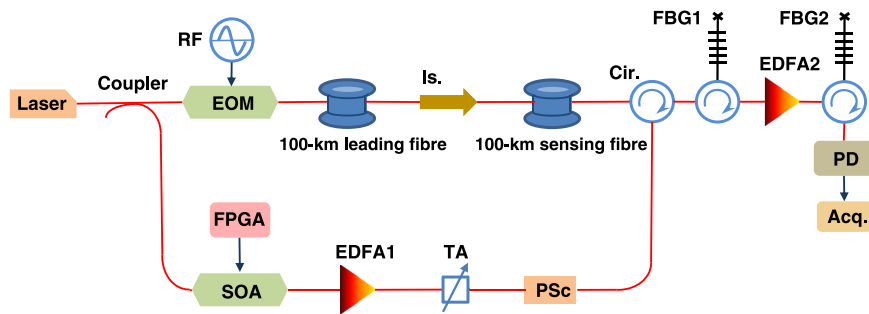 FBG1
FBG2
RF
Is.
Cir.
EDFA2
Coupler
Laser
EOM
100-km leading fibre
100-km sensing fibre
PD
FPGA
Acq.
EDFA1
TA
SOA
PSc